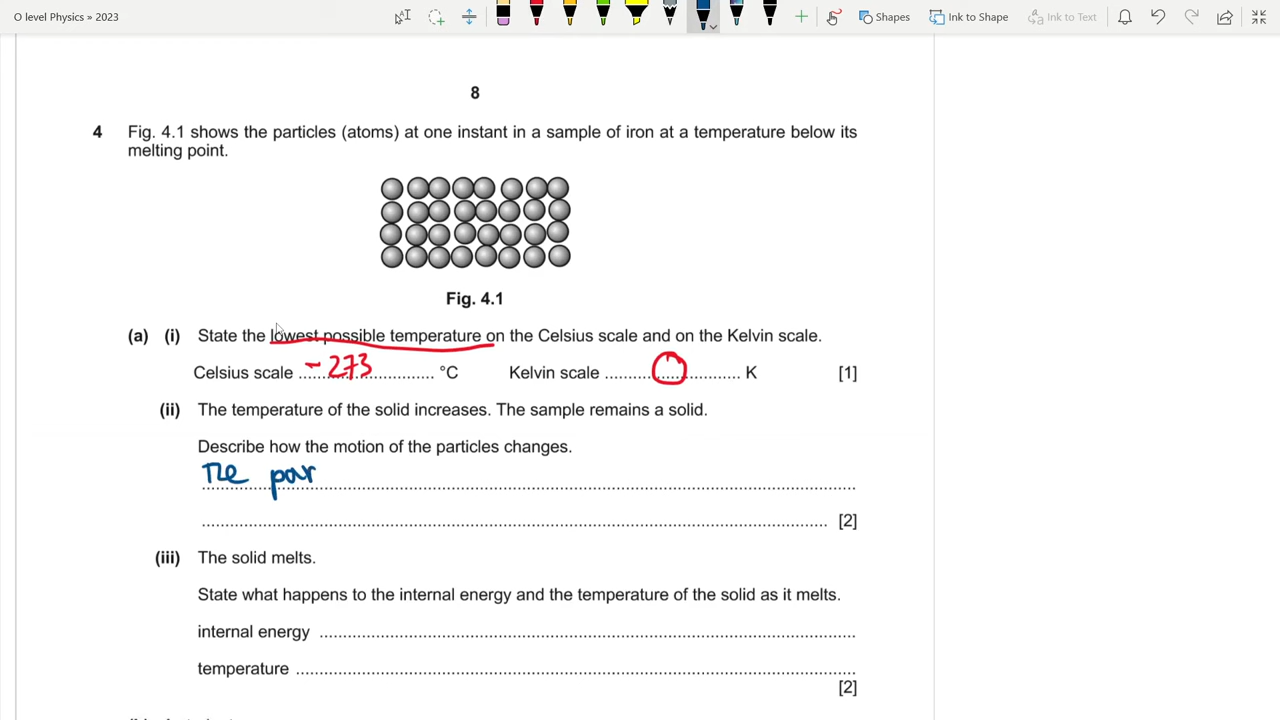 O level Physics » 2023
Shapes
Ink to Shape
Ink to Text
8
4 Fig. 4.1 shows the particles (atoms) at one instant in a sample of iron at a temperature below its
melting point.
Fig. 4.1
(a) (i) State the lowest possible temperature on the Celsius scale and on the Kelvin scale.
Celsius scale ...-273... °C Kelvin scale ...0... K [1]
(ii) The temperature of the solid increases. The sample remains a solid.
Describe how the motion of the particles changes.
The par
[2]
(iii) The solid melts.
State what happens to the internal energy and the temperature of the solid as it melts.
internal energy
temperature
[2]